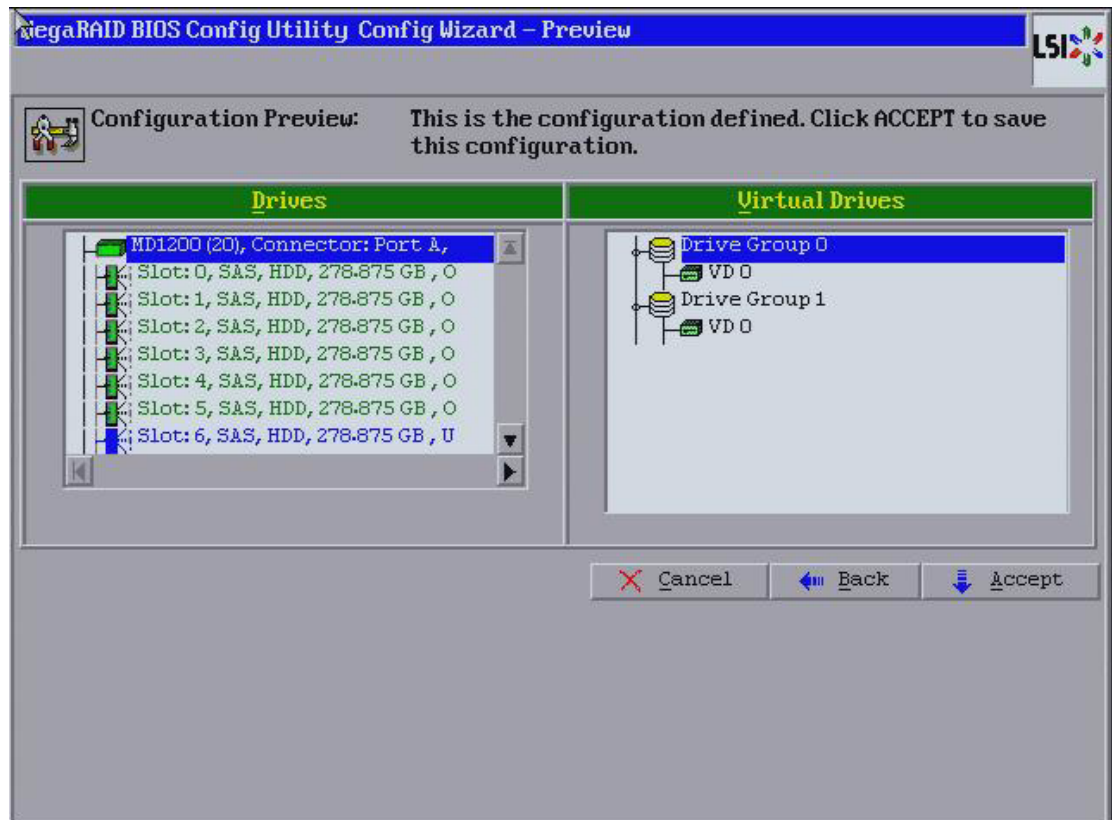 MegaRAID BIOS Config Utility Config Wizard – Preview
LSI
Configuration Preview:
This is the configuration defined. Click ACCEPT to save
this configuration.
Drives
MD1200 (20), Connector: Port A,
Slot: 0, SAS, HDD, 278.875 GB , O
Slot: 1, SAS, HDD, 278.875 GB , O
Slot: 2, SAS, HDD, 278.875 GB , O
Slot: 3, SAS, HDD, 278.875 GB , O
Slot: 4, SAS, HDD, 278.875 GB , O
Slot: 5, SAS, HDD, 278.875 GB , O
Slot: 6, SAS, HDD, 278.875 GB , U
Virtual Drives
Drive Group 0
VD 0
Drive Group 1
VD 0
Cancel
Back
Accept